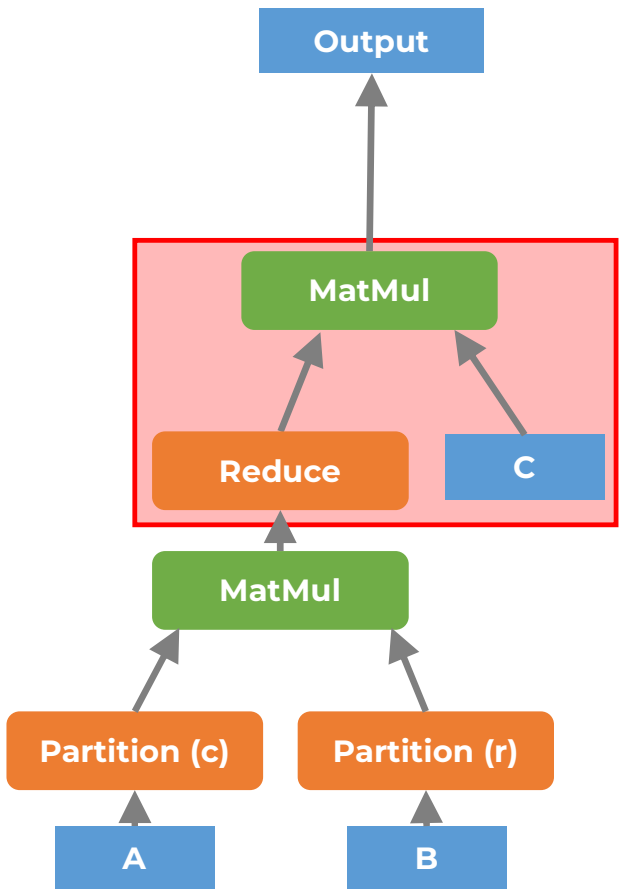 Output
MatMul
Reduce
C
MatMul
Partition (c)
Partition (r)
A
B